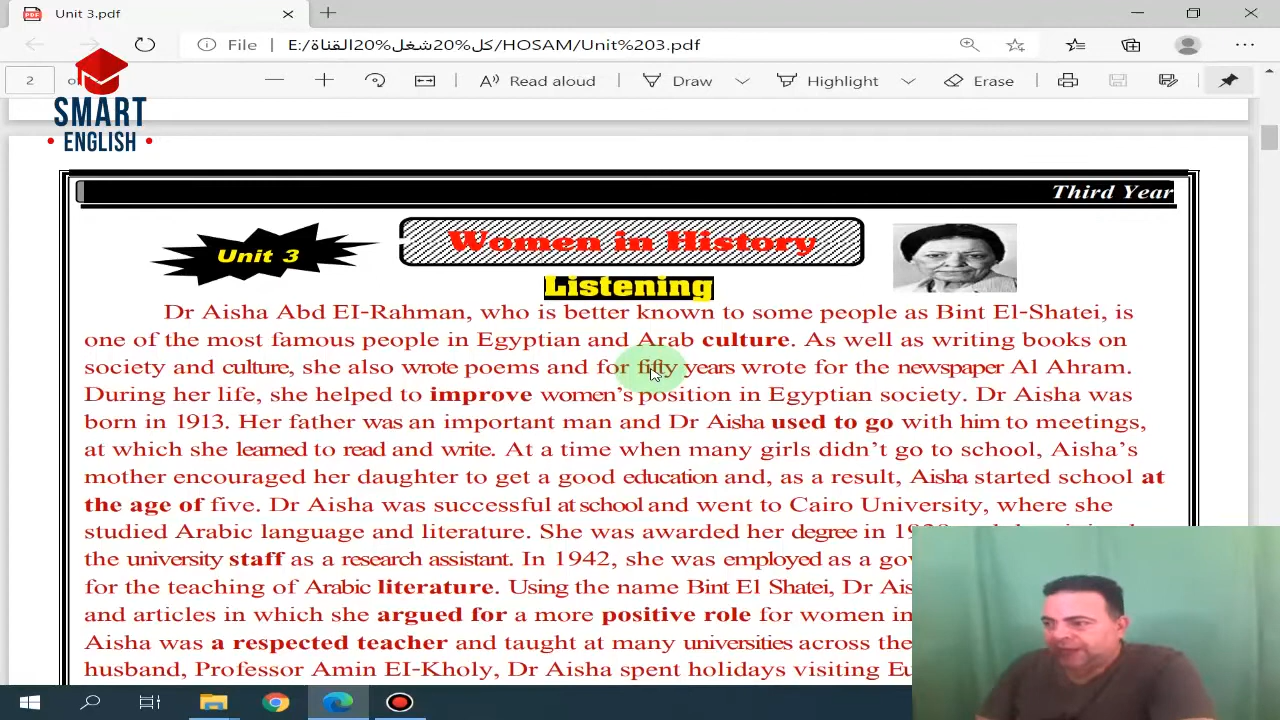 Unit 3.pdf
File
E:/كل%20شغل%20القناة/HOSAM/Unit%203.pdf
2
Read aloud
Draw
Highlight
Erase
SMART
ENGLISH
Third Year
Unit 3
Women in History
Listening
Dr Aisha Abd EI-Rahman, who is better known to some people as Bint El-Shatei, is
one of the most famous people in Egyptian and Arab culture. As well as writing books on
society and culture, she also wrote poems and for fifty years wrote for the newspaper Al Ahram.
During her life, she helped to improve women's position in Egyptian society. Dr Aisha was
born in 1913. Her father was an important man and Dr Aisha used to go with him to meetings,
at which she learned to read and write. At a time when many girls didn't go to school, Aisha's
mother encouraged her daughter to get a good education and, as a result, Aisha started school at
the age of five. Dr Aisha was successful at school and went to Cairo University, where she
studied Arabic language and literature. She was awarded her degree in
the university staff as a research assistant. In 1942, she was employed as a
for the teaching of Arabic literature. Using the name Bint El Shatei, Dr
and articles in which she argued for a more positive role for women in
Aisha was a respected teacher and taught at many universities across the
husband, Professor Amin EI-Kholy, Dr Aisha spent holidays visiting